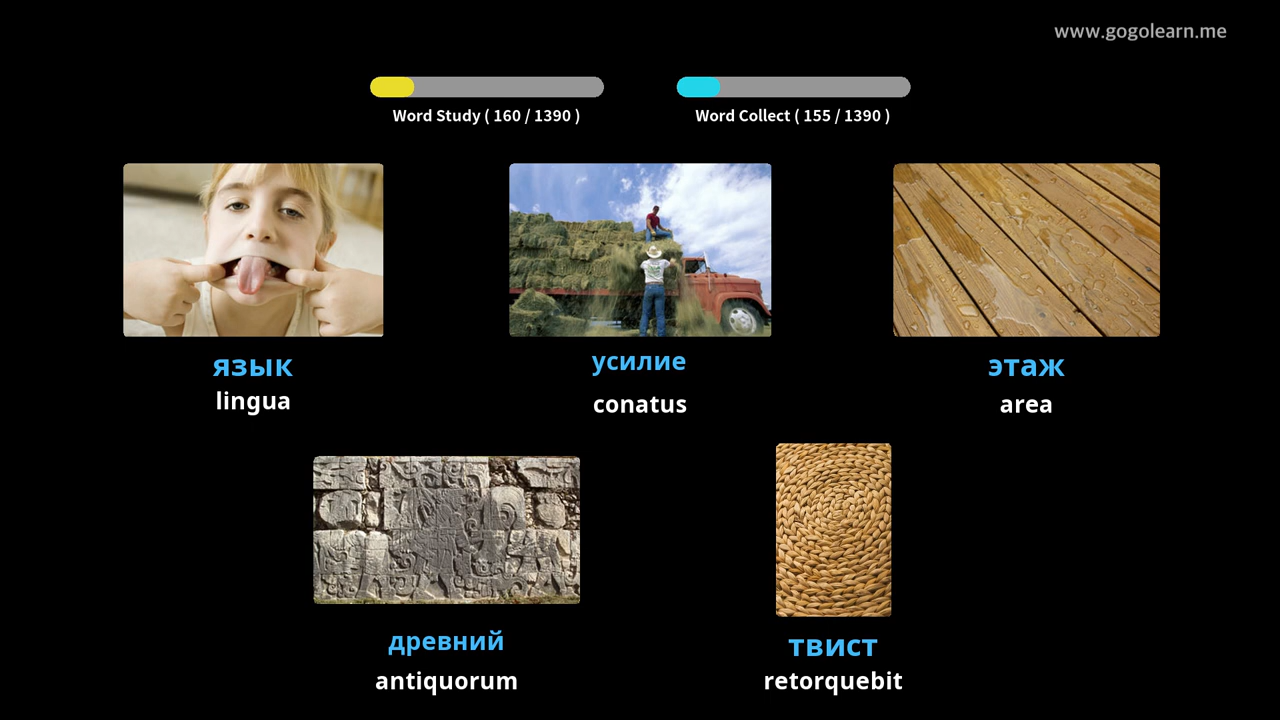 www.gogolearn.me
Word Study ( 160 / 1390 )
Word Collect ( 155 / 1390 )
язык
lingua
усилие
conatus
этаж
area
древний
antiquorum
твист
retorquebit